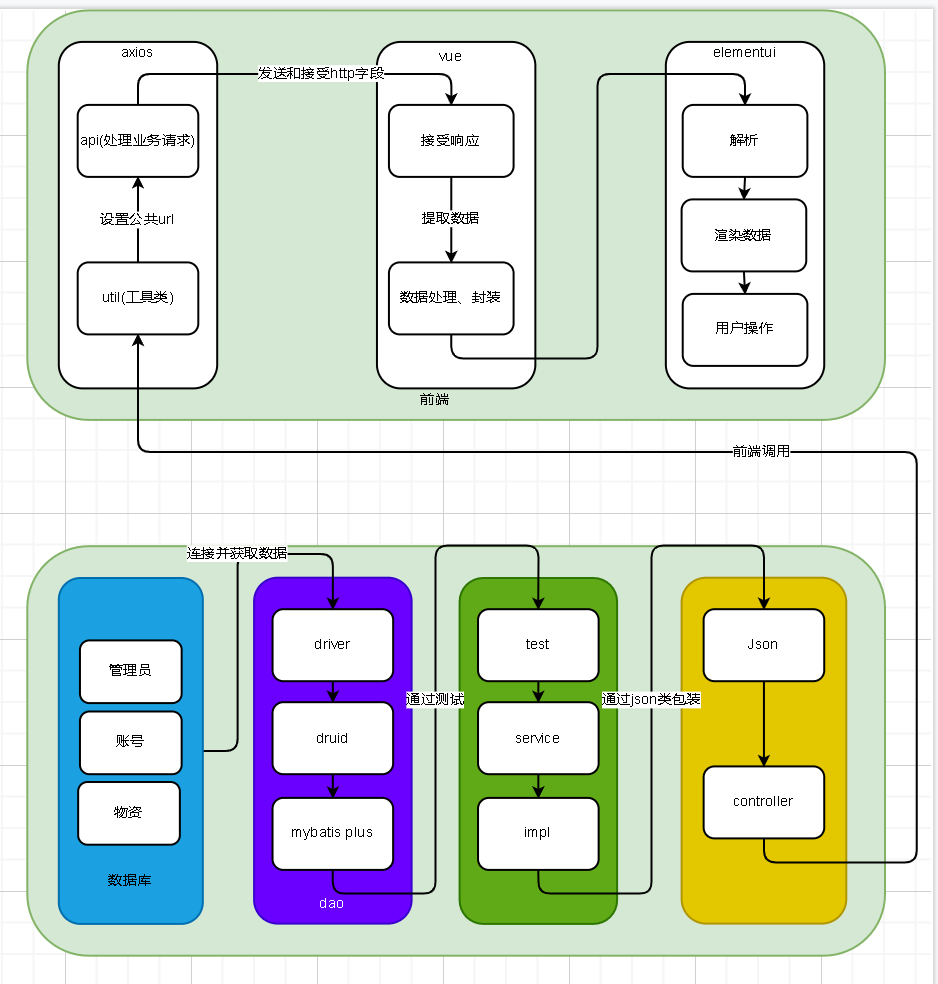 axios
vue
elementui
发送和接受http字段
api(处理业务请求)
接受响应
解析
设置公共url
提取数据
渲染数据
util(工具类)
数据处理、封装
用户操作
前端
前端调用
连接并获取数据
driver
test
Json
管理员
通过测试
通过json类包装
账号
druid
service
物资
mybatis plus
impl
controller
数据库
dao